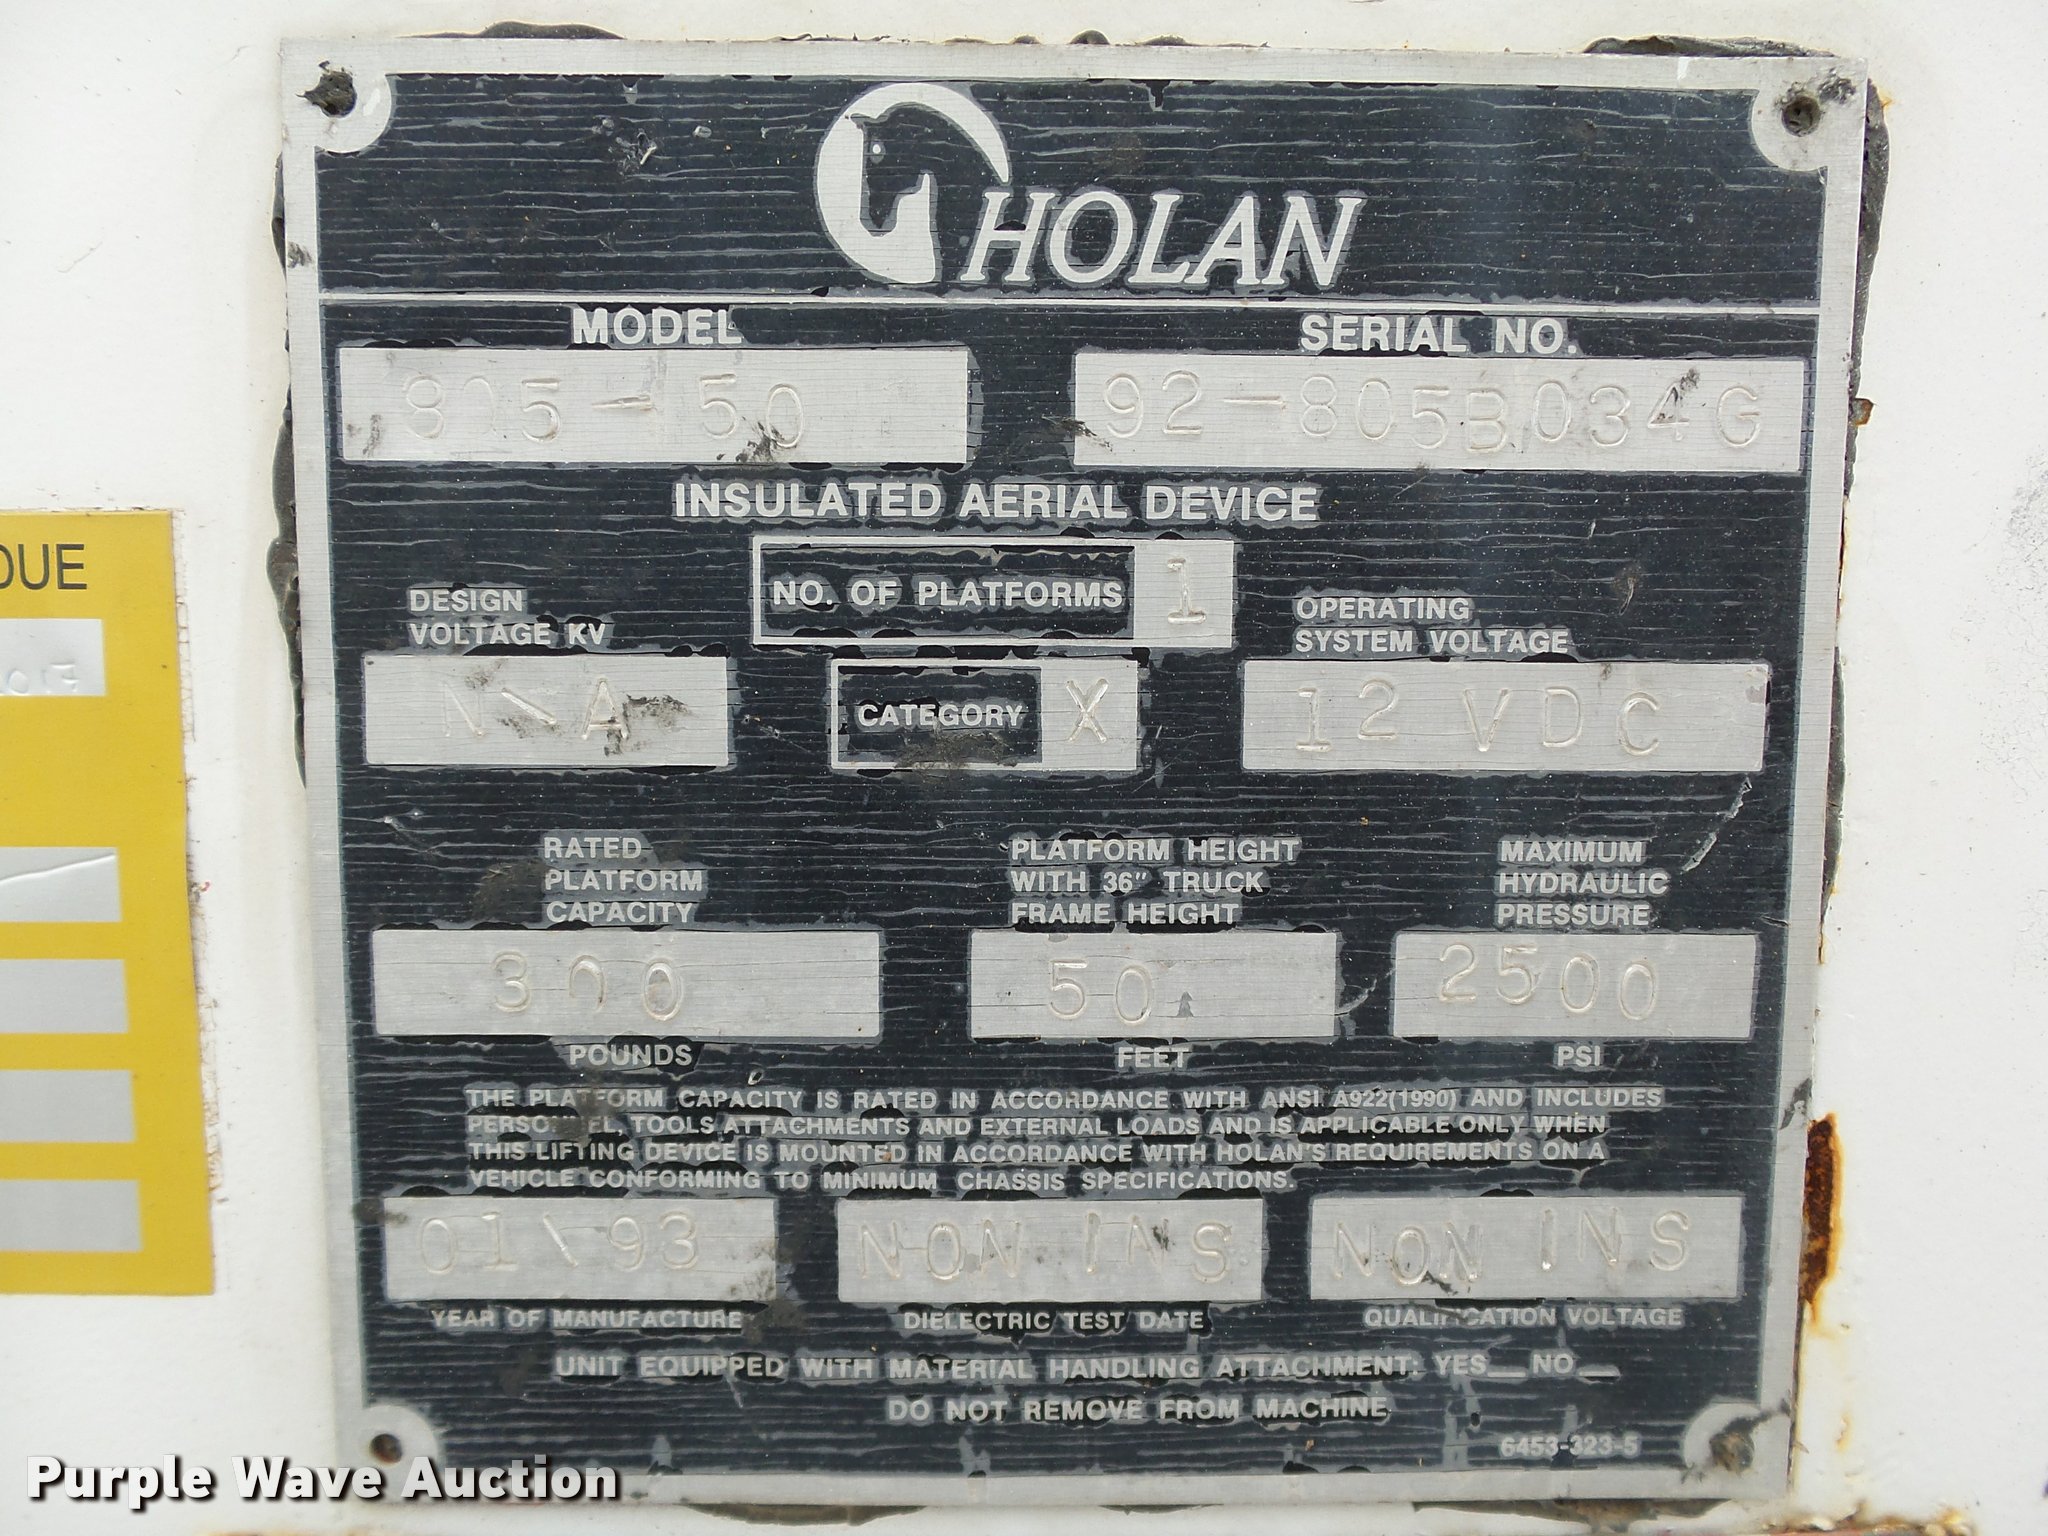 HOLAN
MODEL SERIAL NO.
805-50 92-805B034G
INSULATED AERIAL DEVICE
NO. OF PLATFORMS 1
DESIGN
VOLTAGE KV
N\A
CATEGORY X
OPERATING
SYSTEM VOLTAGE
12 VDC
RATED
PLATFORM
CAPACITY
300
POUNDS
PLATFORM HEIGHT
WITH 36" TRUCK
FRAME HEIGHT
50
FEET
MAXIMUM
HYDRAULIC
PRESSURE
2500
PSI
THE PLATFORM CAPACITY IS RATED IN ACCORDANCE WITH ANSI A922(1990) AND INCLUDES
PERSONNEL, TOOLS ATTACHMENTS AND EXTERNAL LOADS AND IS APPLICABLE ONLY WHEN
THIS LIFTING DEVICE IS MOUNTED IN ACCORDANCE WITH HOLAN'S REQUIREMENTS ON A
VEHICLE CONFORMING TO MINIMUM CHASSIS SPECIFICATIONS.
01\93 NON INS NON INS
YEAR OF MANUFACTURE DIELECTRIC TEST DATE QUALIFICATION VOLTAGE
UNIT EQUIPPED WITH MATERIAL HANDLING ATTACHMENT: YES__NO__
DO NOT REMOVE FROM MACHINE
6453-323-5
DUE
2017
Purple Wave Auction